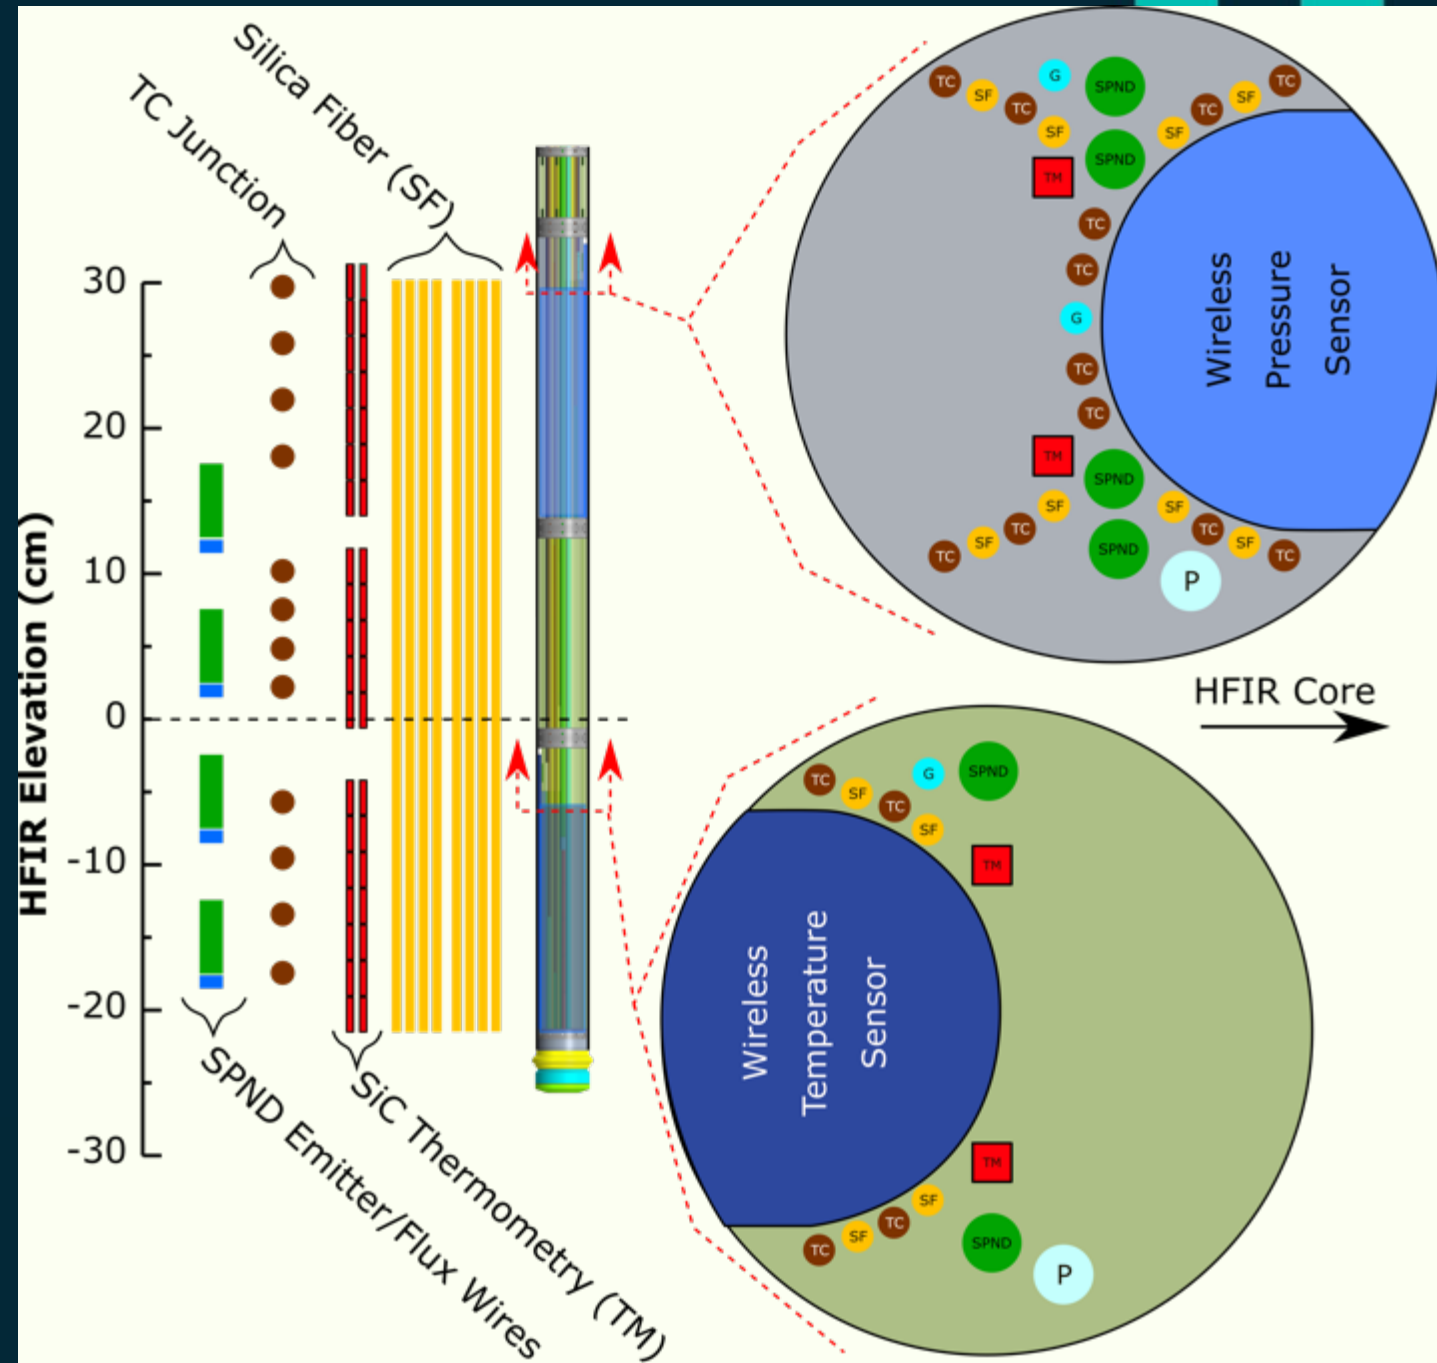 Silica Fiber (SF)
TC Junction
30
20
10
0
-10
-20
-30
HFIR Elevation (cm)
SPND Emitter/Flux Wires
SiC Thermometry (TM)
TC
SF
TC
G
SF
SPND
SPND
SF
TC
SF
TC
TM
TC
TC
G
TC
TC
TM
Wireless
Pressure
Sensor
SPND
SPND
SF
TC
SF
TC
SF
TC
SF
TC
P
HFIR Core
TC
SF
TC
G
SF
SPND
TM
Wireless
Temperature
Sensor
TM
SF
TC
SF
TC
SPND
P